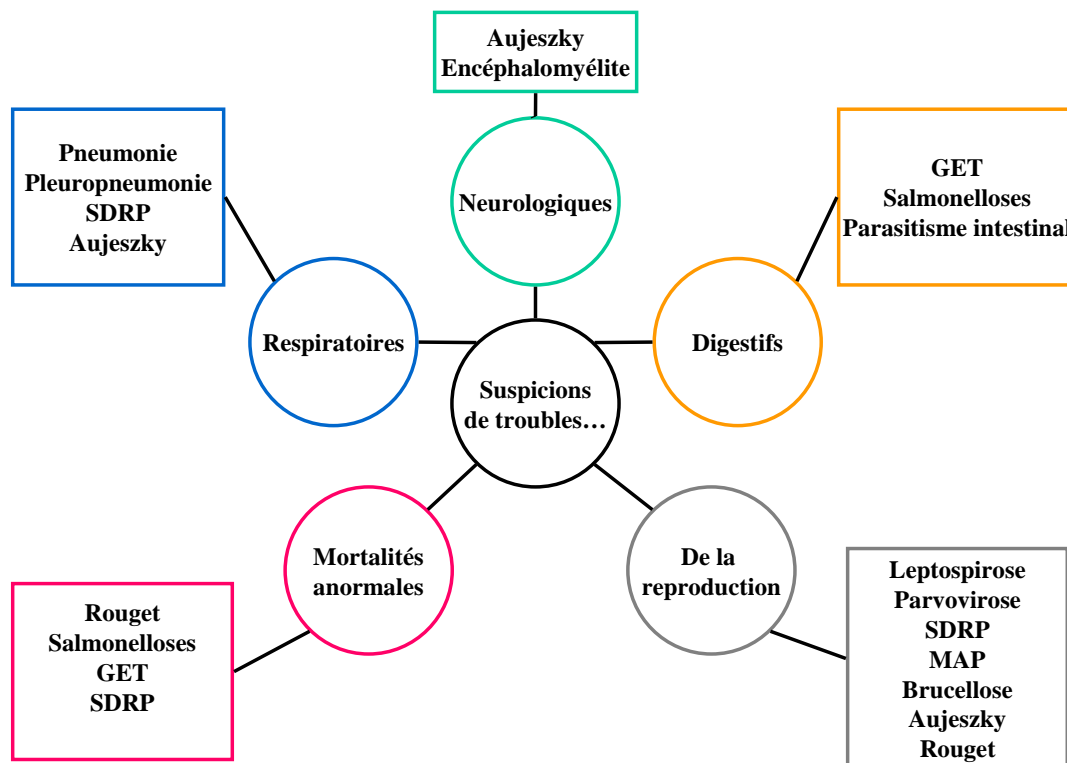 Aujeszky
Encéphalomyélite
Pneumonie
Pleuropneumonie
SDRP
Aujeszky
GET
Salmonelloses
Parasitisme intestinal
Neurologiques
Respiratoires
Digestifs
Suspicions
de troubles…
Mortalités
anormales
De la
reproduction
Rouget
Salmonelloses
GET
SDRP
Leptospirose
Parvovirose
SDRP
MAP
Brucellose
Aujeszky
Rouget